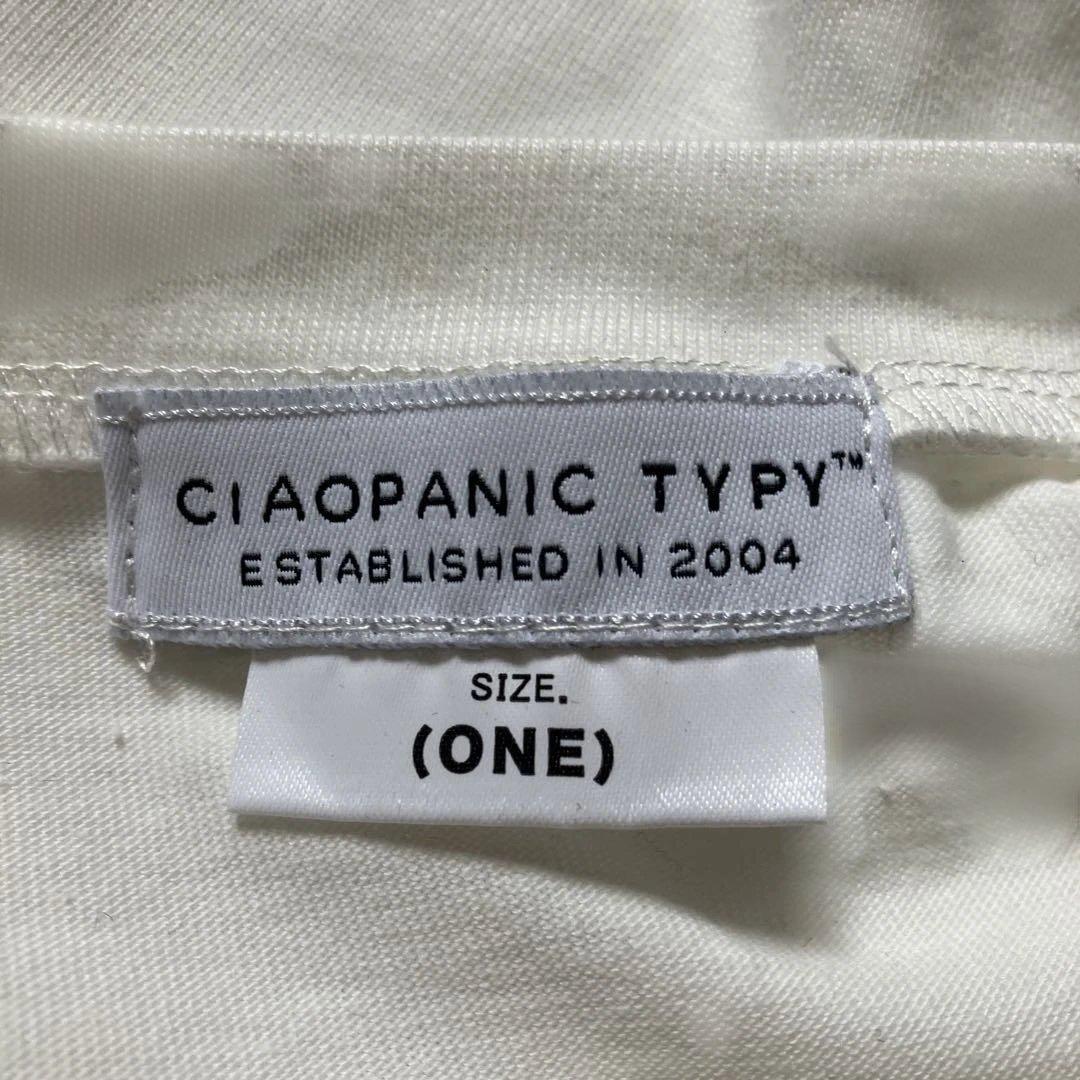 CIAOPANIC TYPY™
ESTABLISHED IN 2004
SIZE.
(ONE)